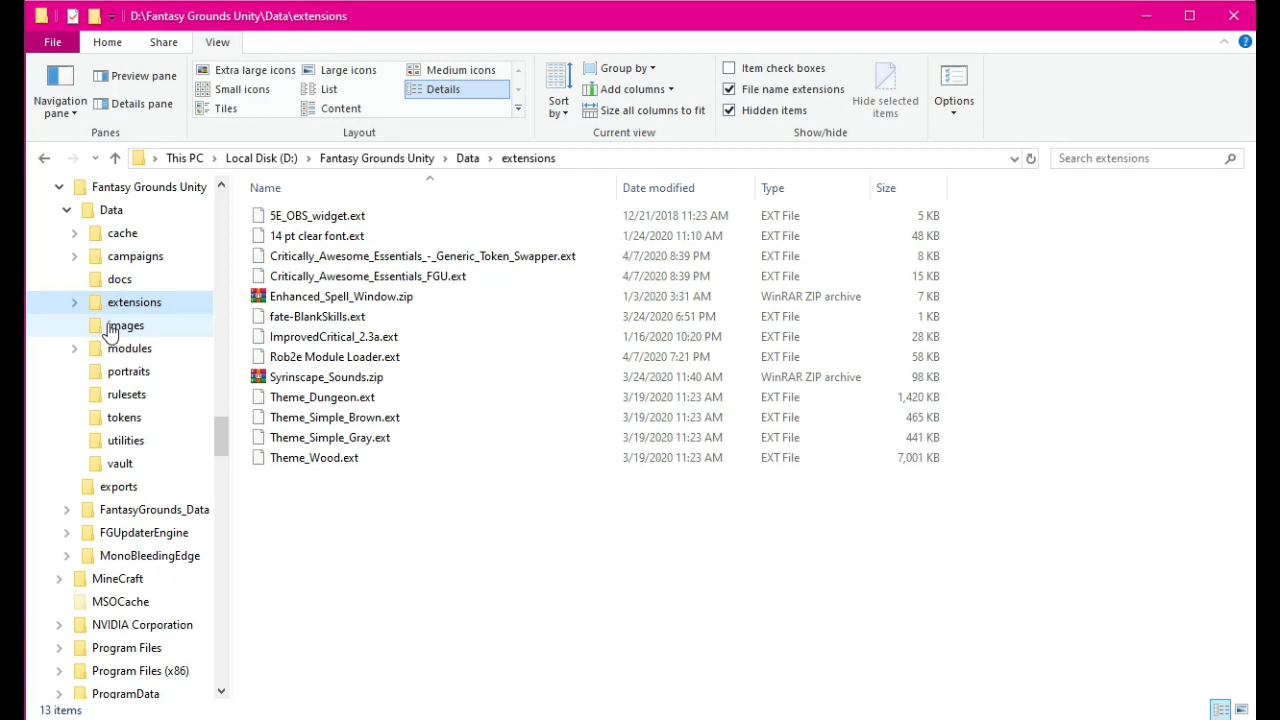 D:\Fantasy Grounds Unity\Data\extensions
File Home Share View
Navigation pane
Preview pane
Details pane
Panes
Extra large icons Large icons Medium icons
Small icons List Details
Tiles Content
Layout
Sort by
Group by
Add columns
Size all columns to fit
Current view
Item check boxes
File name extensions
Hidden items
Hide selected items
Show/hide
Options
This PC > Local Disk (D:) > Fantasy Grounds Unity > Data > extensions
Search extensions
Fantasy Grounds Unity
Data
cache
campaigns
docs
extensions
images
modules
portraits
rulesets
tokens
utilities
vault
exports
FantasyGrounds_Data
FGUpdaterEngine
MonoBleedingEdge
MineCraft
MSOCache
NVIDIA Corporation
Program Files
Program Files (x86)
ProgramData
Name Date modified Type Size
5E_OBS_widget.ext 12/21/2018 11:23 AM EXT File 5 KB
14 pt clear font.ext 1/24/2020 11:10 AM EXT File 48 KB
Critically_Awesome_Essentials_-_Generic_Token_Swapper.ext 4/7/2020 8:39 PM EXT File 8 KB
Critically_Awesome_Essentials_FGU.ext 4/7/2020 8:39 PM EXT File 15 KB
Enhanced_Spell_Window.zip 1/3/2020 3:31 AM WinRAR ZIP archive 7 KB
fate-BlankSkills.ext 3/24/2020 6:51 PM EXT File 1 KB
ImprovedCritical_2.3a.ext 1/16/2020 10:20 PM EXT File 28 KB
Rob2e Module Loader.ext 4/7/2020 7:21 PM EXT File 58 KB
Syrinscape_Sounds.zip 3/24/2020 11:40 AM WinRAR ZIP archive 98 KB
Theme_Dungeon.ext 3/19/2020 11:23 AM EXT File 1,420 KB
Theme_Simple_Brown.ext 3/19/2020 11:23 AM EXT File 465 KB
Theme_Simple_Gray.ext 3/19/2020 11:23 AM EXT File 441 KB
Theme_Wood.ext 3/19/2020 11:23 AM EXT File 7,001 KB
13 items